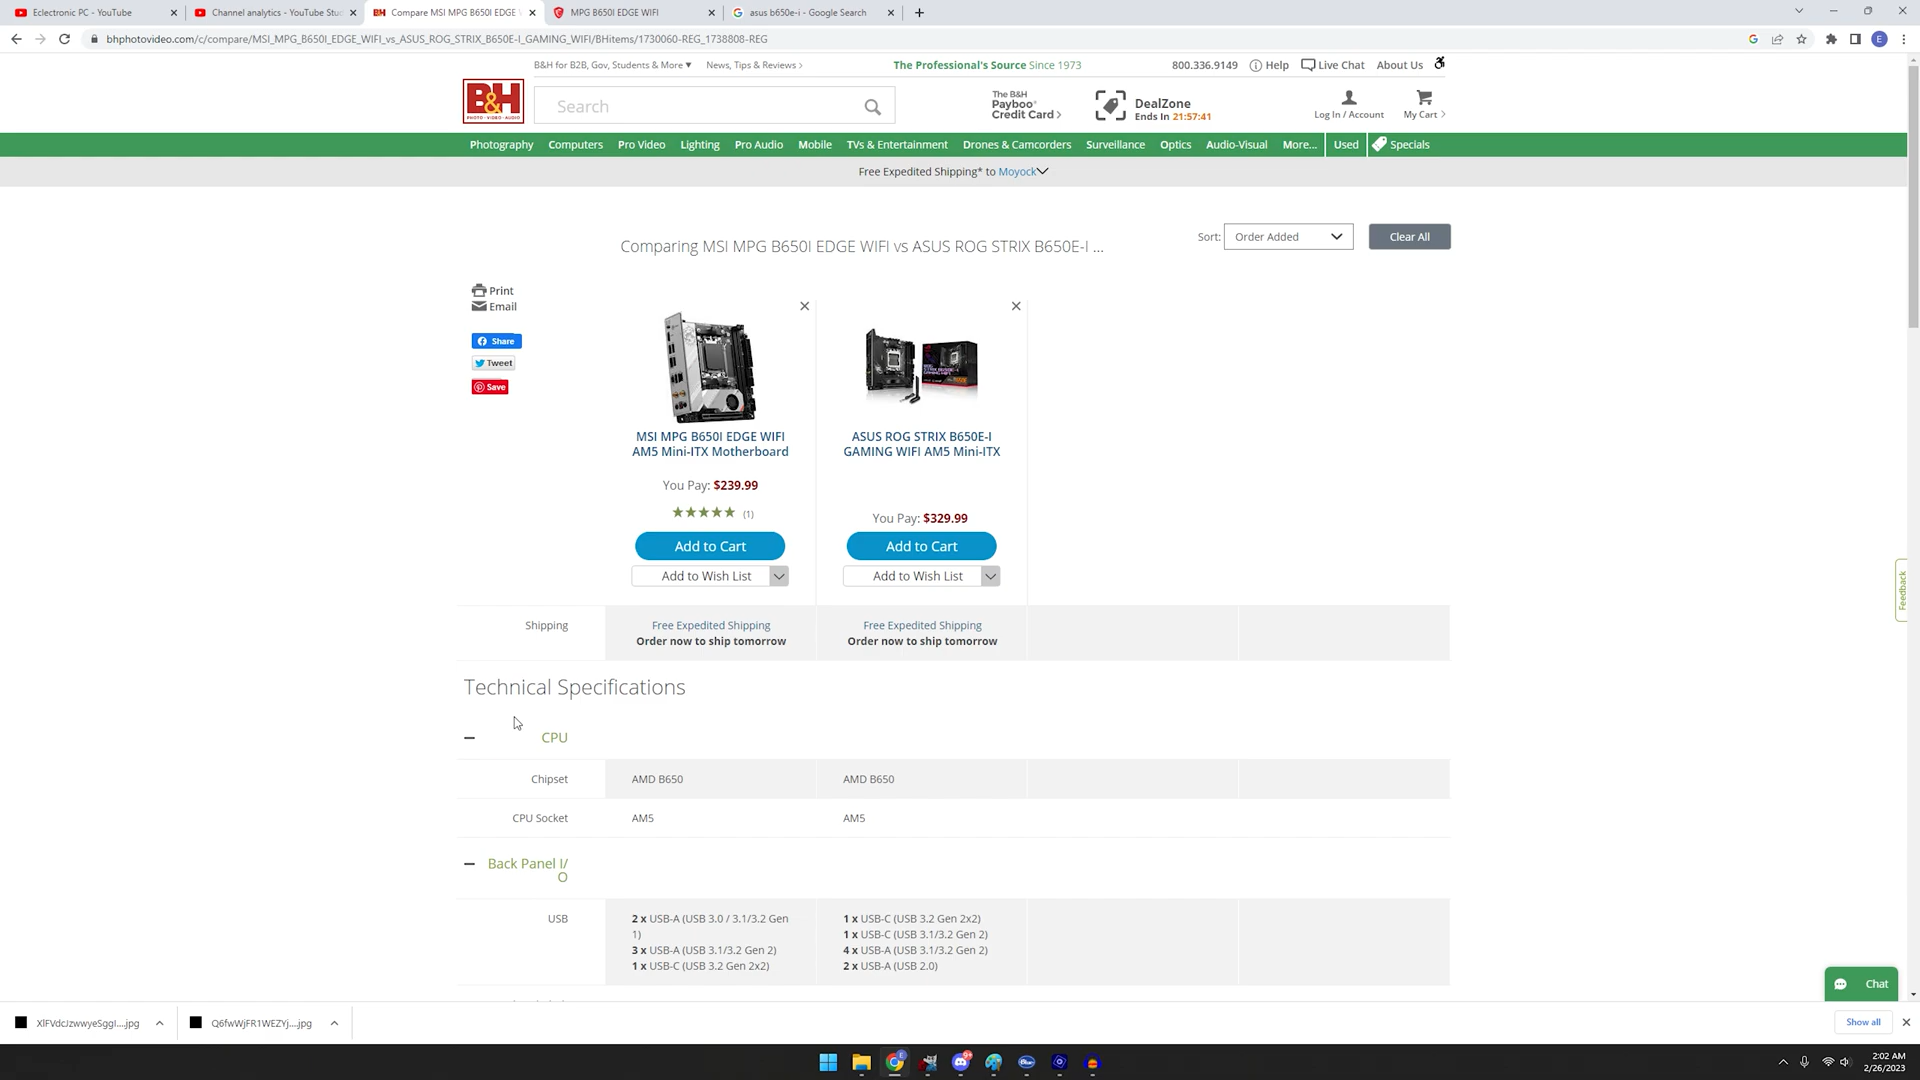 Eclectronic PC - YouTube
Channel analytics - YouTube Stud
Compare MSI MPG B650I EDGE W
MPG B650I EDGE WIFI
asus b650e-i - Google Search
bhphotovideo.com/c/compare/MSI_MPG_B650I_EDGE_WIFI_vs_ASUS_ROG_STRIX_B650E-I_GAMING_WIFI/BHitems/1730060-REG_1738808-REG
E
B&H for B2B, Gov, Students & More ▾
News, Tips & Reviews ›
The Professional's Source Since 1973
800.336.9149
Help
Live Chat
About Us
B&H
PHOTO · VIDEO · AUDIO
Search
The B&H
Payboo®
Credit Card ›
DealZone
Ends In 21:57:41
Log In / Account
My Cart ›
Photography
Computers
Pro Video
Lighting
Pro Audio
Mobile
TVs & Entertainment
Drones & Camcorders
Surveillance
Optics
Audio-Visual
More...
Used
Specials
Free Expedited Shipping* to Moyock
Comparing MSI MPG B650I EDGE WIFI vs ASUS ROG STRIX B650E-I ...
Sort:
Order Added
Clear All
Print
Email
Share
Tweet
Save
MSI MPG B650I EDGE WIFI
AM5 Mini-ITX Motherboard
You Pay: $239.99
(1)
Add to Cart
Add to Wish List
ASUS ROG STRIX B650E-I
GAMING WIFI AM5 Mini-ITX
You Pay: $329.99
Add to Cart
Add to Wish List
Shipping
Free Expedited Shipping
Order now to ship tomorrow
Free Expedited Shipping
Order now to ship tomorrow
Technical Specifications
CPU
Chipset
AMD B650
AMD B650
CPU Socket
AM5
AM5
Back Panel I/
O
USB
2 x USB-A (USB 3.0 / 3.1/3.2 Gen
1)
3 x USB-A (USB 3.1/3.2 Gen 2)
1 x USB-C (USB 3.2 Gen 2x2)
1 x USB-C (USB 3.2 Gen 2x2)
1 x USB-C (USB 3.1/3.2 Gen 2)
4 x USB-A (USB 3.1/3.2 Gen 2)
2 x USB-A (USB 2.0)
Feedback
Chat
XlFVdcJzwwyeSggI....jpg
Q6fwWjFR1WEZYj....jpg
Show all
2:02 AM
2/26/2023